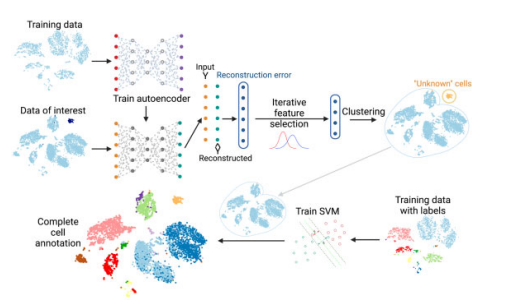 Training data
Train autoencoder
Data of interest
Input
Reconstruction error
Reconstructed
Iterative
feature
selection
Clustering
"Unknown" cells
Complete
cell
annotation
Train SVM
Training data
with labels